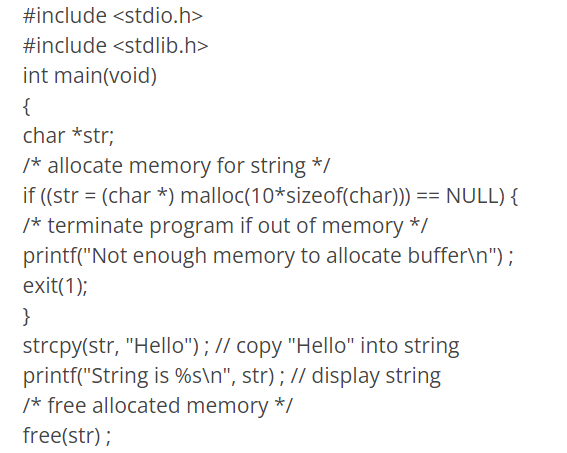 #include <stdio.h>
#include <stdlib.h>
int main(void)
{
char *str;
/* allocate memory for string */
if ((str = (char *) malloc(10*sizeof(char))) == NULL) {
/* terminate program if out of memory */
printf("Not enough memory to allocate buffer\n") ;
exit(1);
}
strcpy(str, "Hello") ; // copy "Hello" into string
printf("String is %s\n", str) ; // display string
/* free allocated memory */
free(str) ;